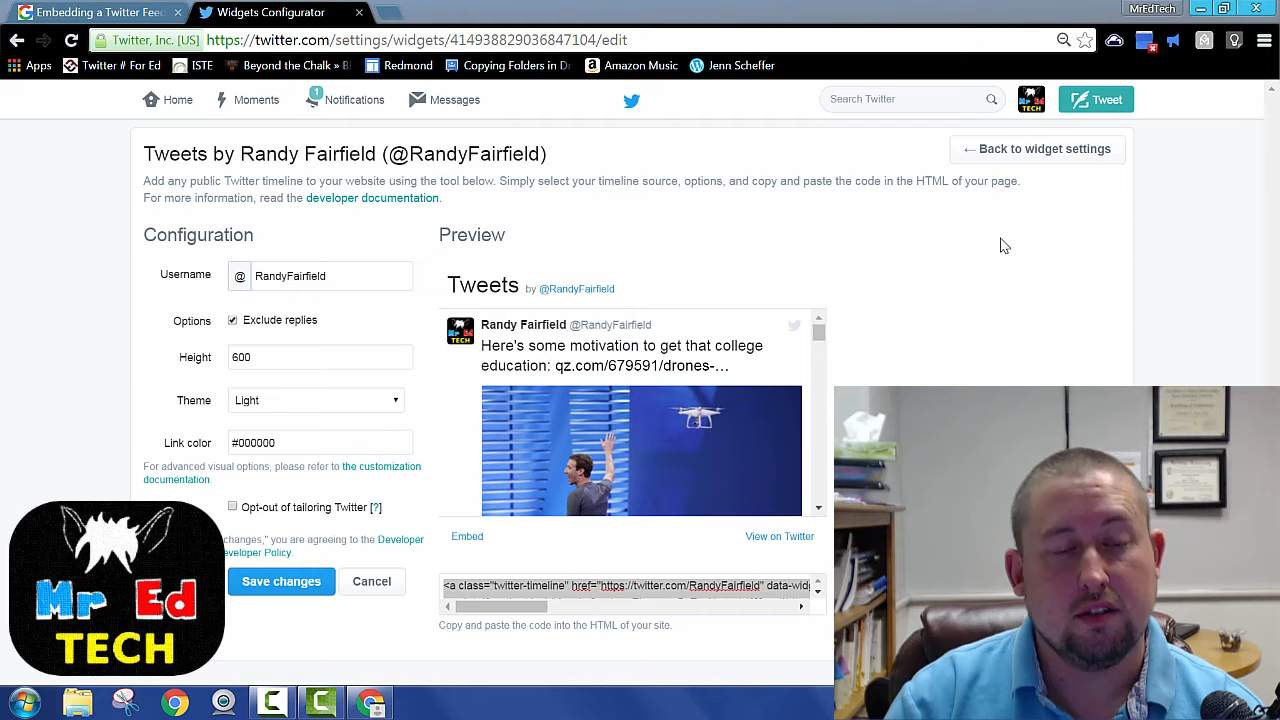 MrEdTech
Embedding a Twitter Feed
Widgets Configurator
Twitter, Inc. [US]
https://twitter.com/settings/widgets/414938829036847104/edit
Apps
Twitter # For Ed
ISTE
Beyond the Chalk » Bl
Redmond
Copying Folders in Dr
Amazon Music
Jenn Scheffer
Home
Moments
1
Notifications
Messages
Search Twitter
Tweet
Tweets by Randy Fairfield (@RandyFairfield)
← Back to widget settings
Add any public Twitter timeline to your website using the tool below. Simply select your timeline source, options, and copy and paste the code in the HTML of your page.
For more information, read the developer documentation.
Configuration
Username
@
RandyFairfield
Options
Exclude replies
Height
600
Theme
Light
Link color
#000000
For advanced visual options, please refer to the customization
documentation.
Opt-out of tailoring Twitter [?]
changes," you are agreeing to the Developer
eveloper Policy.
Save changes
Cancel
Preview
Tweets by @RandyFairfield
Randy Fairfield @RandyFairfield
Here's some motivation to get that college
education: qz.com/679591/drones-…
Embed
View on Twitter
<a class="twitter-timeline" href="https://twitter.com/RandyFairfield" data-widg
Copy and paste the code into the HTML of your site.
Mr Ed
TECH